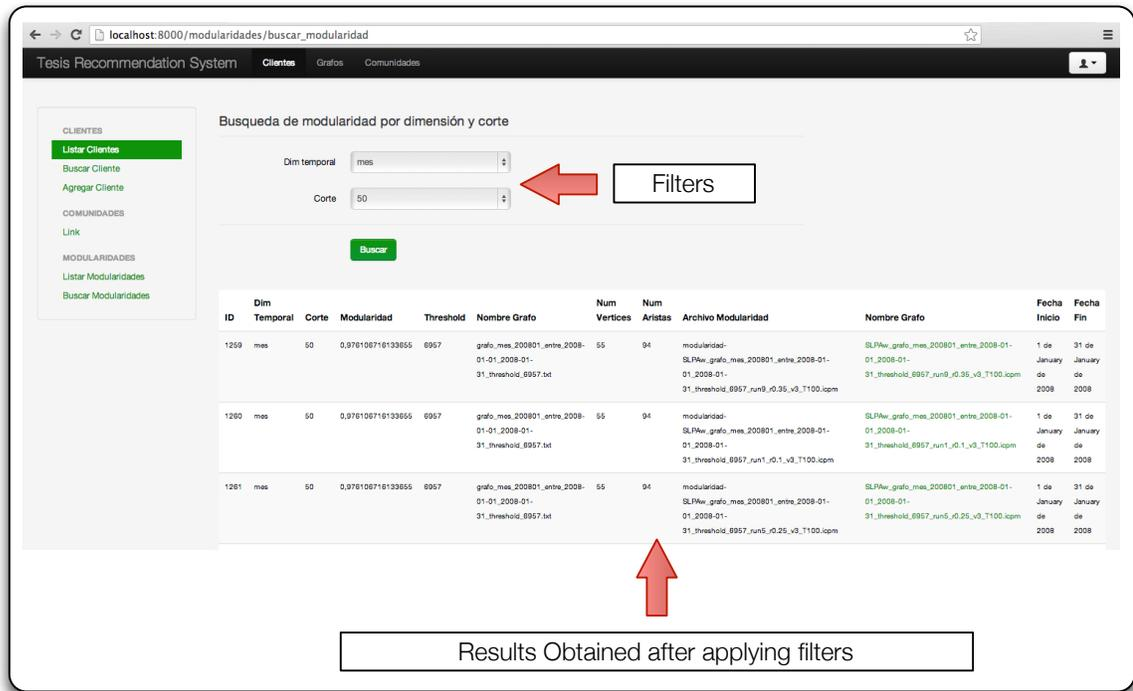 localhost:8000/modularidades/buscar_modularidad
Tesis Recommendation System Clientes Grafos Comunidades
CLIENTES
Listar Clientes
Buscar Cliente
Agregar Cliente
COMUNIDADES
Link
MODULARIDADES
Listar Modularidades
Buscar Modularidades
Busqueda de modularidad por dimensión y corte
Dim temporal mes
Corte 50
Filters
Buscar
ID Dim Temporal Corte Modularidad Threshold Nombre Grafo Num Vertices Num Aristas Archivo Modularidad Nombre Grafo Fecha Inicio Fecha Fin
1259 mes 50 0,976106716133655 6957 grafo_mes_200801_entre_2008-01-01_2008-01-31_threshold_6957.txt 55 94 modularidad-SLPAw_grafo_mes_200801_entre_2008-01-01_2008-01-31_threshold_6957_run9_r0.35_v3_T100.icpm SLPAw_grafo_mes_200801_entre_2008-01-01_2008-01-31_threshold_6957_run9_r0.35_v3_T100.icpm 1 de January de 2008 31 de January de 2008
1260 mes 50 0,976106716133655 6957 grafo_mes_200801_entre_2008-01-01_2008-01-31_threshold_6957.txt 55 94 modularidad-SLPAw_grafo_mes_200801_entre_2008-01-01_2008-01-31_threshold_6957_run1_r0.1_v3_T100.icpm SLPAw_grafo_mes_200801_entre_2008-01-01_2008-01-31_threshold_6957_run1_r0.1_v3_T100.icpm 1 de January de 2008 31 de January de 2008
1261 mes 50 0,976106716133655 6957 grafo_mes_200801_entre_2008-01-01_2008-01-31_threshold_6957.txt 55 94 modularidad-SLPAw_grafo_mes_200801_entre_2008-01-01_2008-01-31_threshold_6957_run5_r0.25_v3_T100.icpm SLPAw_grafo_mes_200801_entre_2008-01-01_2008-01-31_threshold_6957_run5_r0.25_v3_T100.icpm 1 de January de 2008 31 de January de 2008
Results Obtained after applying filters